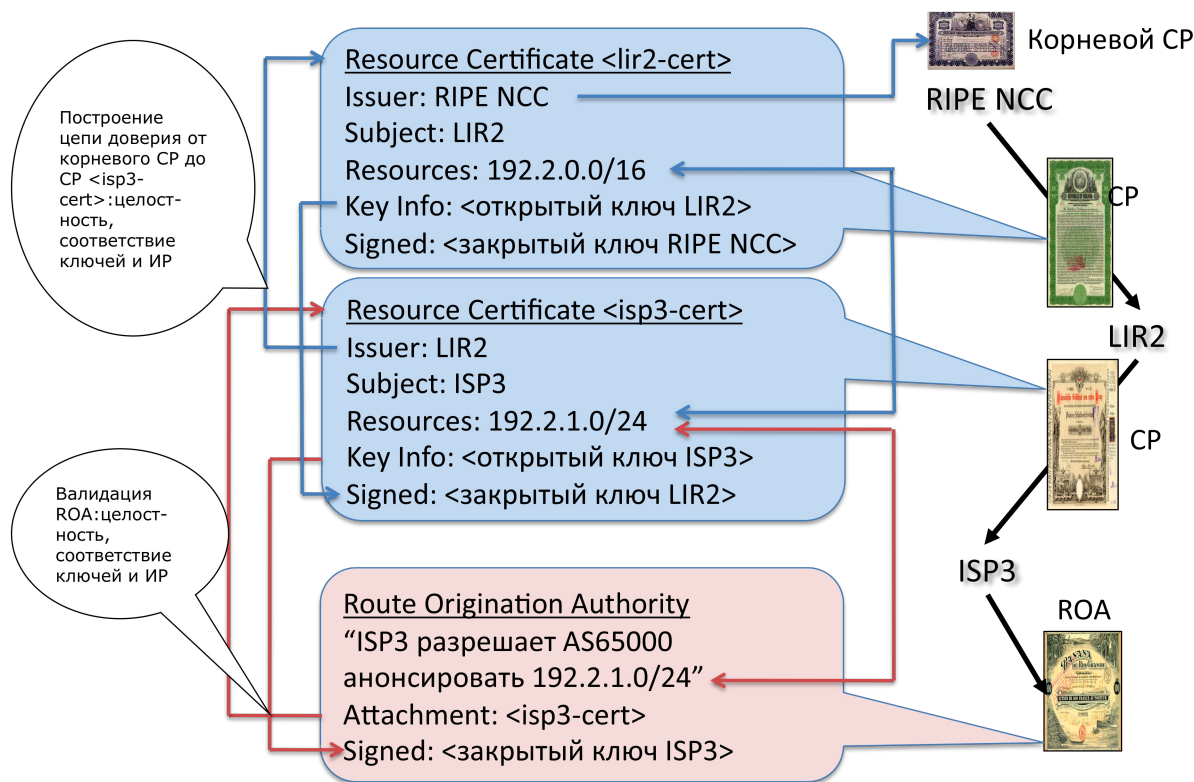 Построение
цепи доверия от
корневого СР до
СР <isp3-
cert>:целост-
ность,
соответствие
ключей и ИР
Валидация
ROA:целост-
ность,
соответствие
ключей и ИР
Resource Certificate <lir2-cert>
Issuer: RIPE NCC
Subject: LIR2
Resources: 192.2.0.0/16
Key Info: <открытый ключ LIR2>
Signed: <закрытый ключ RIPE NCC>
Resource Certificate <isp3-cert>
Issuer: LIR2
Subject: ISP3
Resources: 192.2.1.0/24
Key Info: <открытый ключ ISP3>
Signed: <закрытый ключ LIR2>
Route Origination Authority
“ISP3 разрешает AS65000
анонсировать 192.2.1.0/24”
Attachment: <isp3-cert>
Signed: <закрытый ключ ISP3>
Корневой СР
RIPE NCC
СР
LIR2
СР
ISP3
ROA